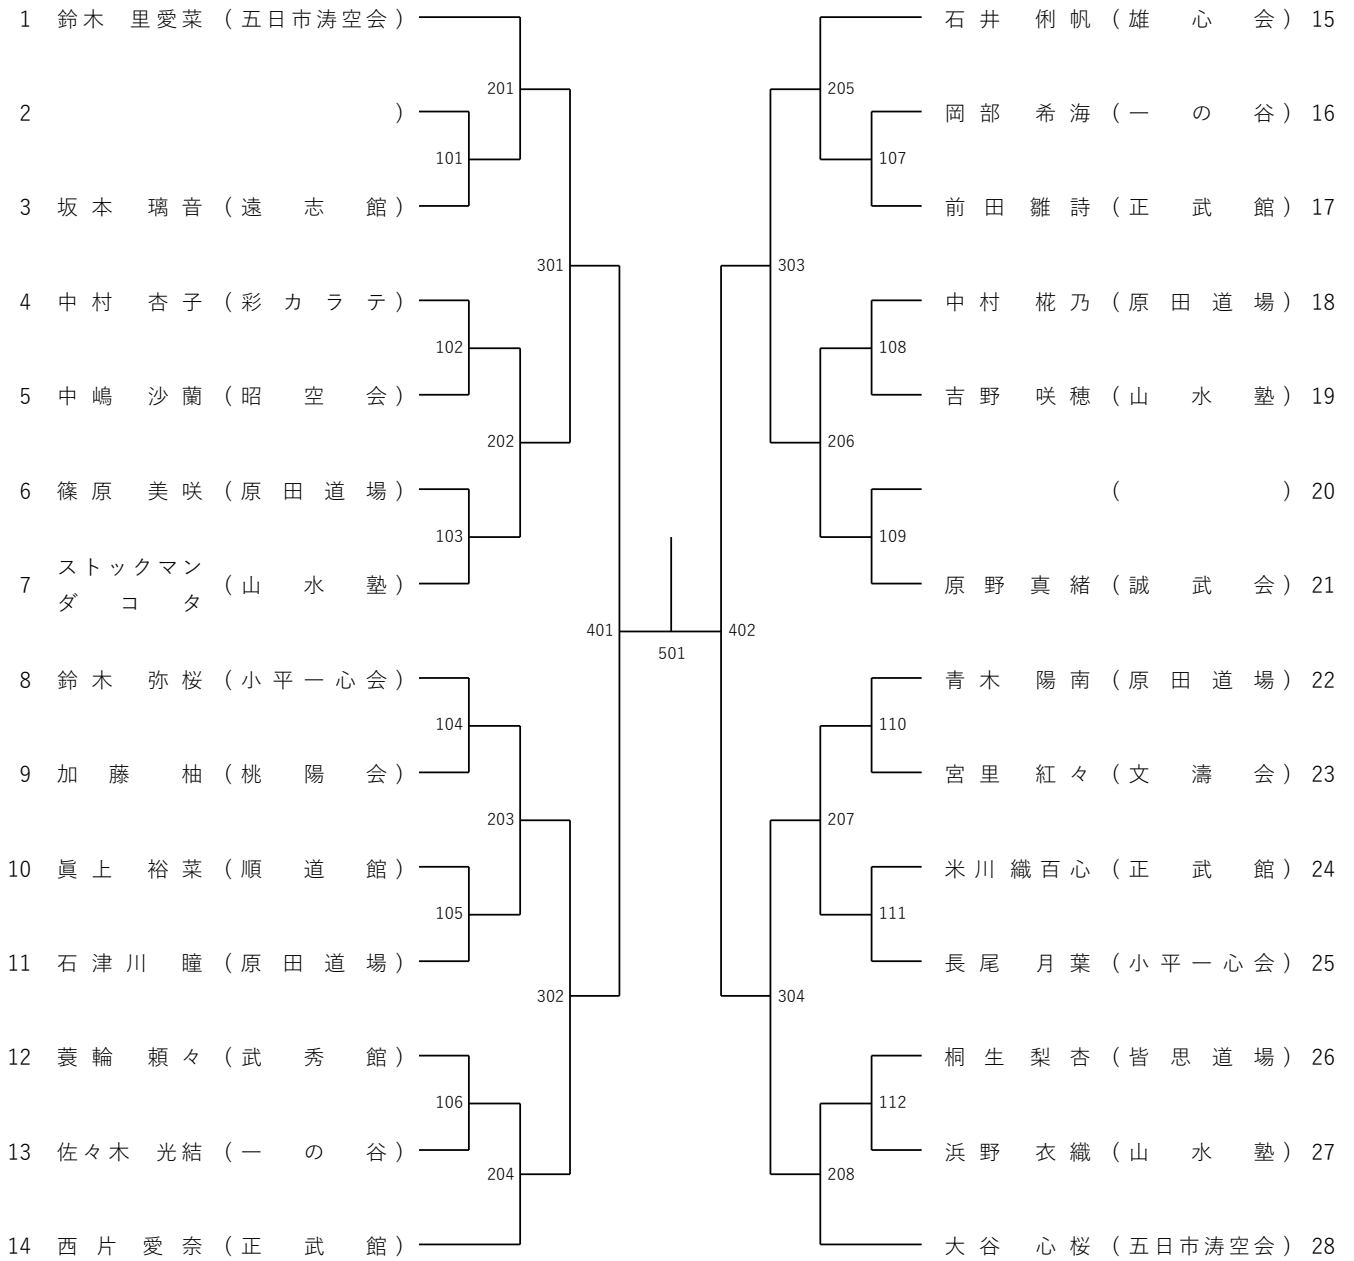 1 鈴木 里愛菜 (五日市涛空会)
2 )
3 坂本 璃音 (遠志館)
4 中村 杏子 (彩カラテ)
5 中嶋 沙蘭 (昭空会)
6 篠原 美咲 (原田道場)
7 ストックマン
ダコタ (山水塾)
8 鈴木 弥桜 (小平一心会)
9 加藤 柚 (桃陽会)
10 眞上 裕菜 (順道館)
11 石津川 瞳 (原田道場)
12 蓑輪 頼々 (武秀館)
13 佐々木 光結 (一の谷)
14 西片愛奈 (正武館)
101
102
103
104
105
106
201
202
203
204
301
302
401
501
402
303
304
205
206
207
208
107
108
109
110
111
112
石井 俐帆 (雄心会) 15
岡部 希海 (一の谷) 16
前田雛詩 (正武館) 17
中村 椛乃 (原田道場) 18
吉野 咲穂 (山水塾) 19
( ) 20
原野真緒 (誠武会) 21
青木 陽南 (原田道場) 22
宮里 紅々 (文濤会) 23
米川織百心 (正武館) 24
長尾 月葉 (小平一心会) 25
桐生梨杏 (皆思道場) 26
浜野 衣織 (山水塾) 27
大谷 心桜 (五日市涛空会) 28